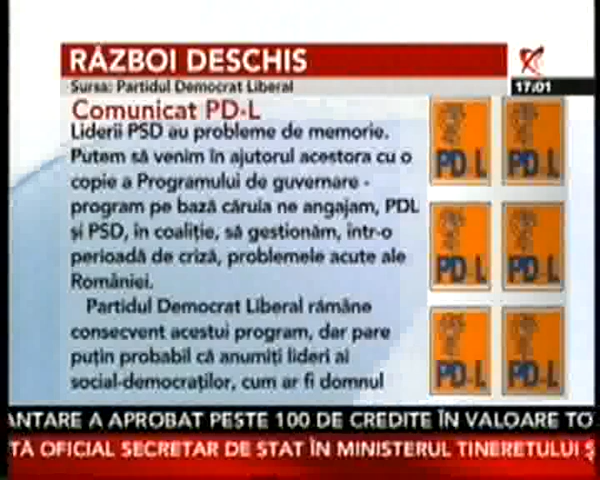 RĂZBOI DESCHIS
Sursa: Partidul Democrat Liberal
17:01
Comunicat PD-L
Liderii PSD au probleme de memorie.
Putem să venim în ajutorul acestora cu o
copie a Programului de guvernare -
program pe bază căruia ne angajam, PDL
și PSD, în coaliție, să gestionăm, într-o
perioadă de criză, problemele acute ale
României.
Partidul Democrat Liberal rămâne
consecvent acestui program, dar pare
puțin probabil că anumiți lideri ai
social-democraților, cum ar fi domnul
PD-L PD-L
PD-L PD-L
PD-L PD-L
ANTARE A APROBAT PESTE 100 DE CREDITE ÎN VALOARE TO
TĂ OFICIAL SECRETAR DE STAT ÎN MINISTERUL TINERETULUI Ș